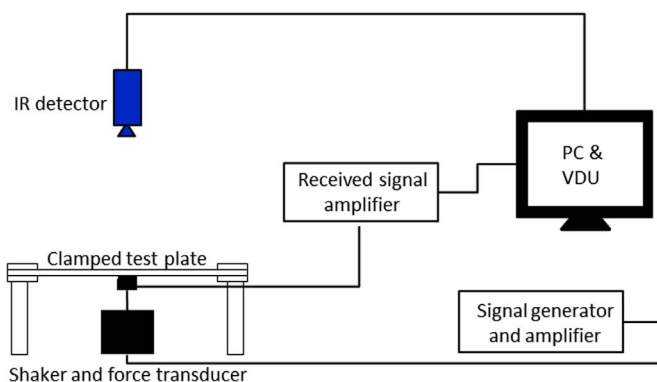 IR detector
PC &
VDU
Received signal
amplifier
Clamped test plate
Signal generator
and amplifier
Shaker and force transducer